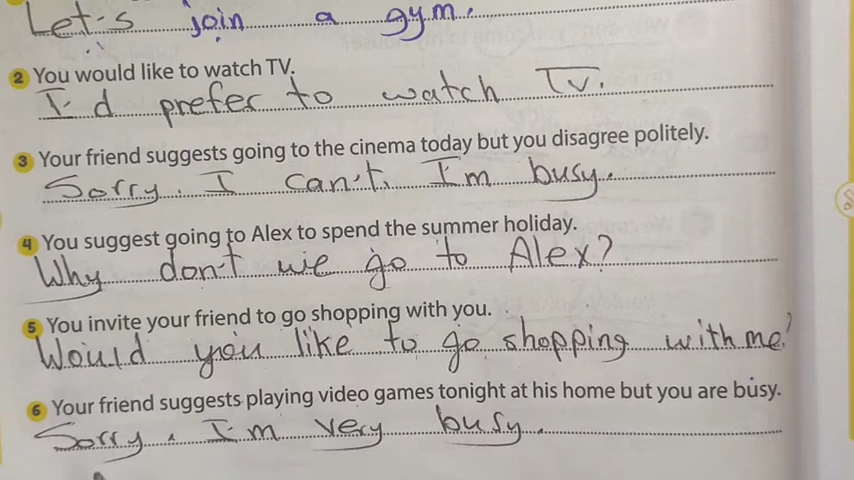 Let's join a gym.
2 You would like to watch TV.
I'd prefer to watch TV.
3 Your friend suggests going to the cinema today but you disagree politely.
Sorry. I can't. I'm busy.
4 You suggest going to Alex to spend the summer holiday.
Why don't we go to Alex?
5 You invite your friend to go shopping with you.
Would you like to go shopping with me?
6 Your friend suggests playing video games tonight at his home but you are busy.
Sorry. I'm very busy.